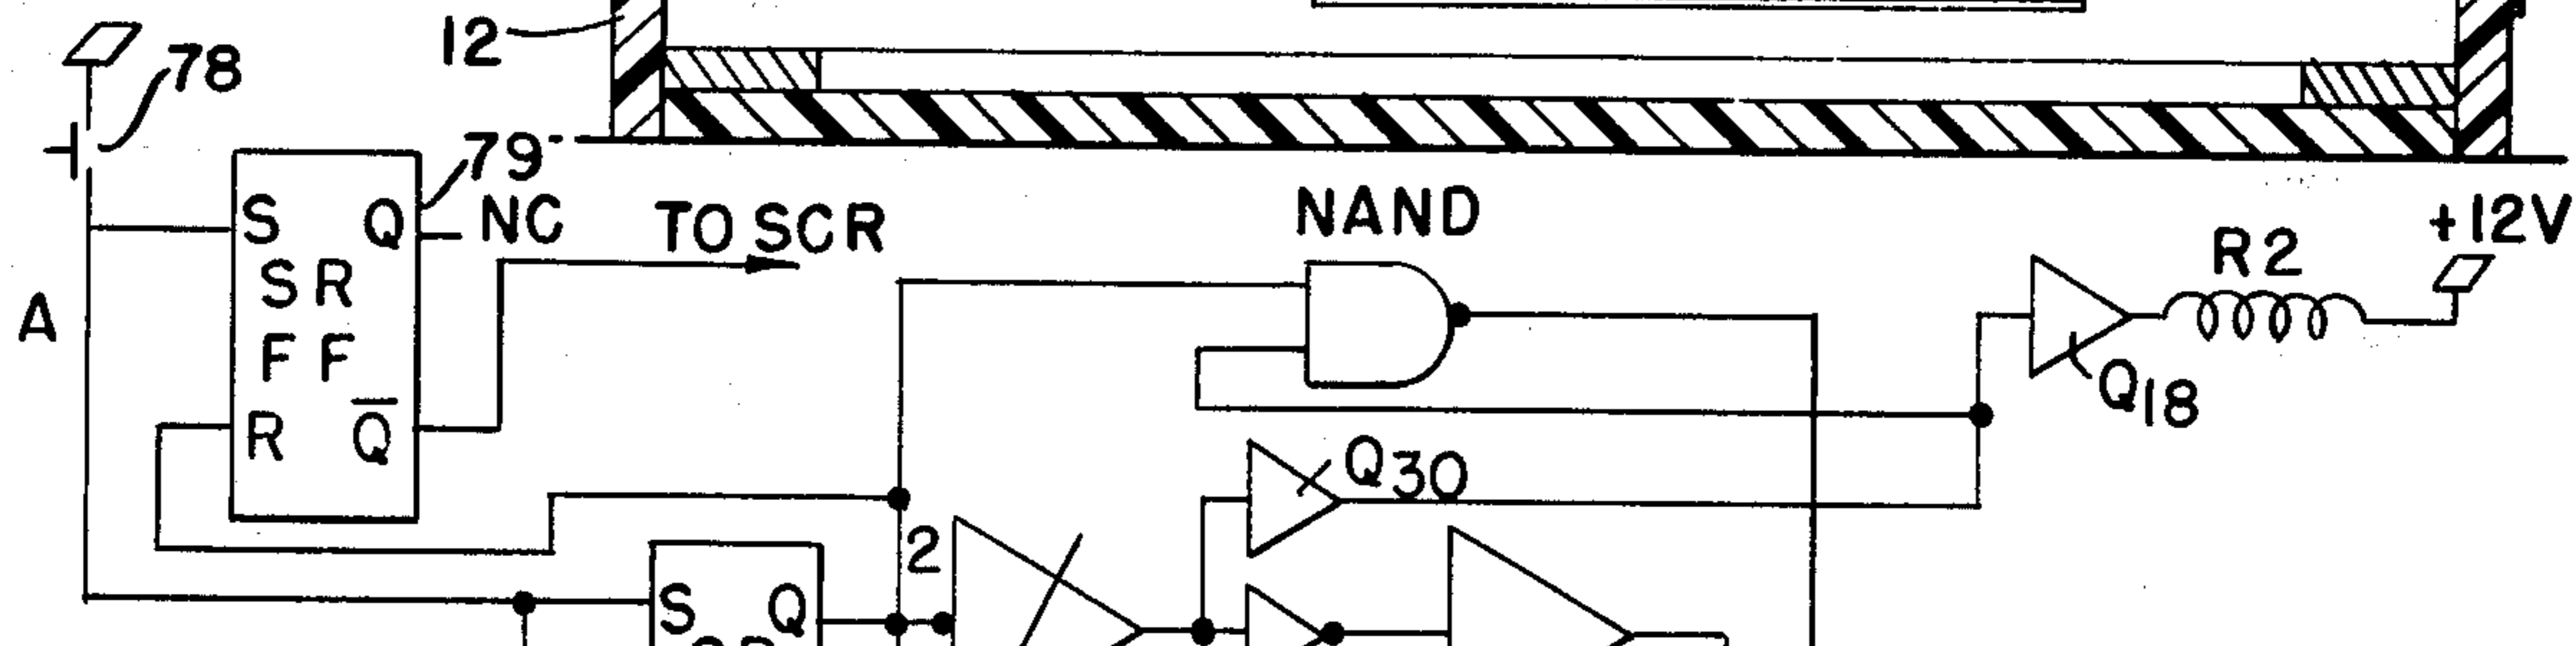 12
78
79
S Q NC
TO SCR
NAND
+12V
R2
SR
A
FF
Q18
R Q̅
Q30
2
S Q